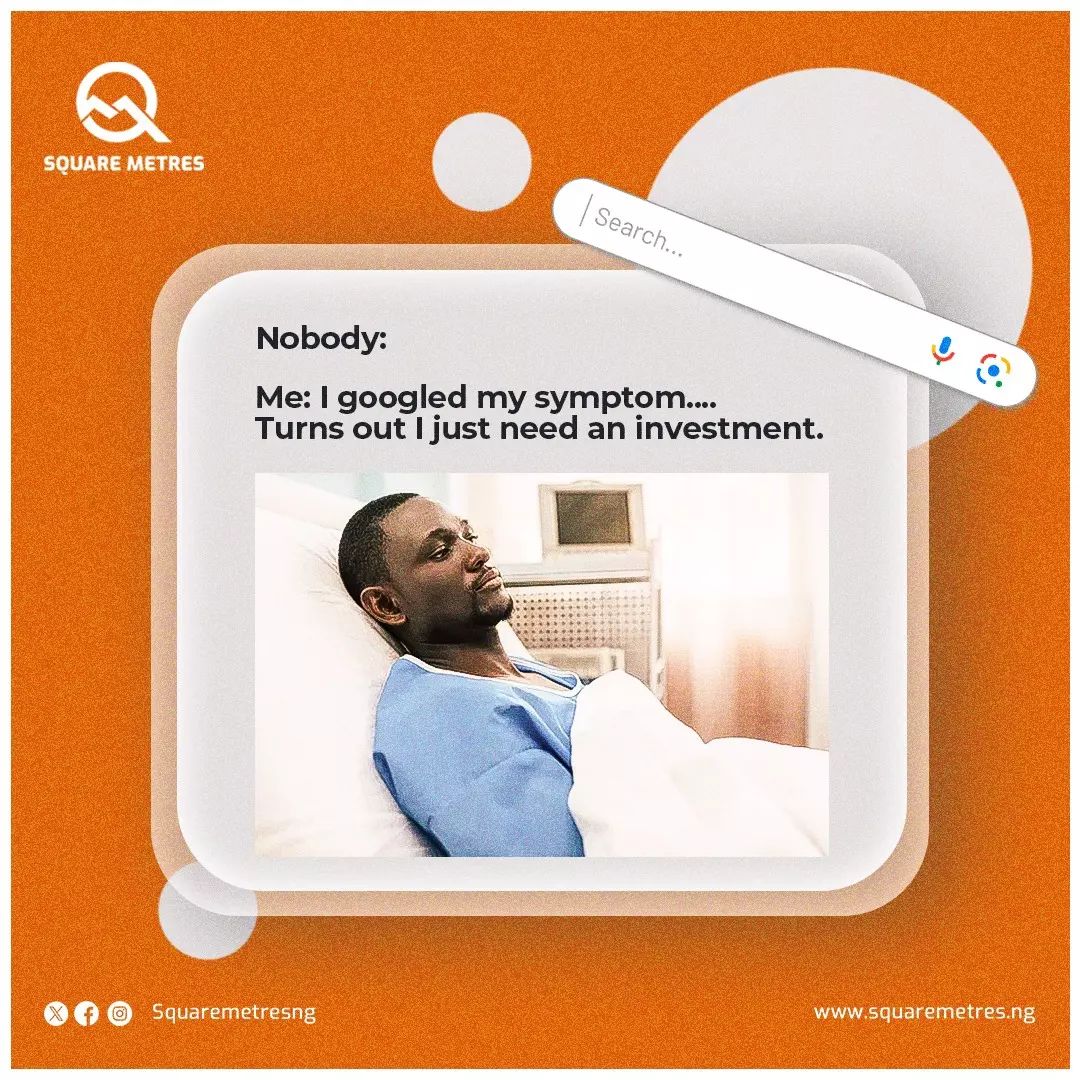 SQUARE METRES
Search...
Nobody:
Me: I googled my symptom....
Turns out I just need an investment.
Squaremetresng
www.squaremetres.ng